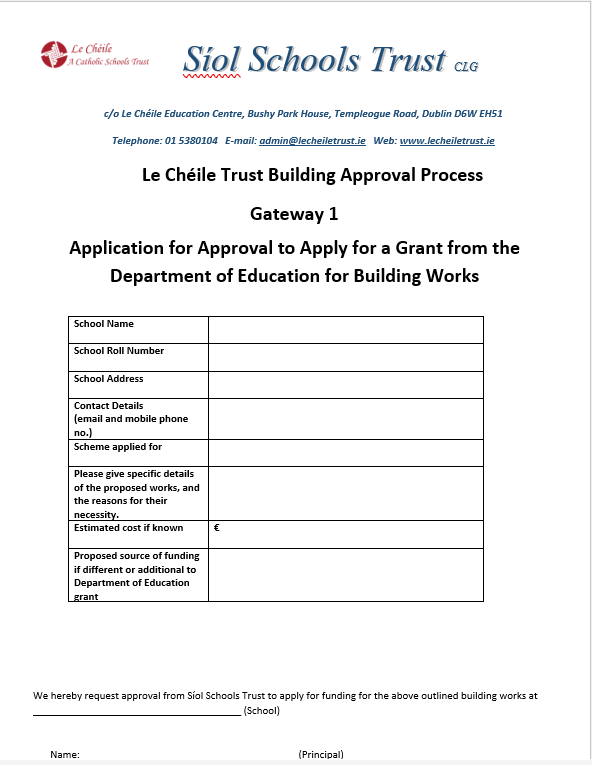 Le Chéile
A Catholic Schools Trust
Síol Schools Trust CLG
c/o Le Chéile Education Centre, Bushy Park House, Templeogue Road, Dublin D6W EH51
Telephone: 01 5380104 E-mail: admin@lecheiletrust.ie Web: www.lecheiletrust.ie
Le Chéile Trust Building Approval Process
Gateway 1
Application for Approval to Apply for a Grant from the
Department of Education for Building Works
School Name
School Roll Number
School Address
Contact Details
(email and mobile phone
no.)
Scheme applied for
Please give specific details
of the proposed works, and
the reasons for their
necessity.
Estimated cost if known €
Proposed source of funding
if different or additional to
Department of Education
grant
We hereby request approval from Síol Schools Trust to apply for funding for the above outlined building works at
______________________________ (School)
Name: (Principal)